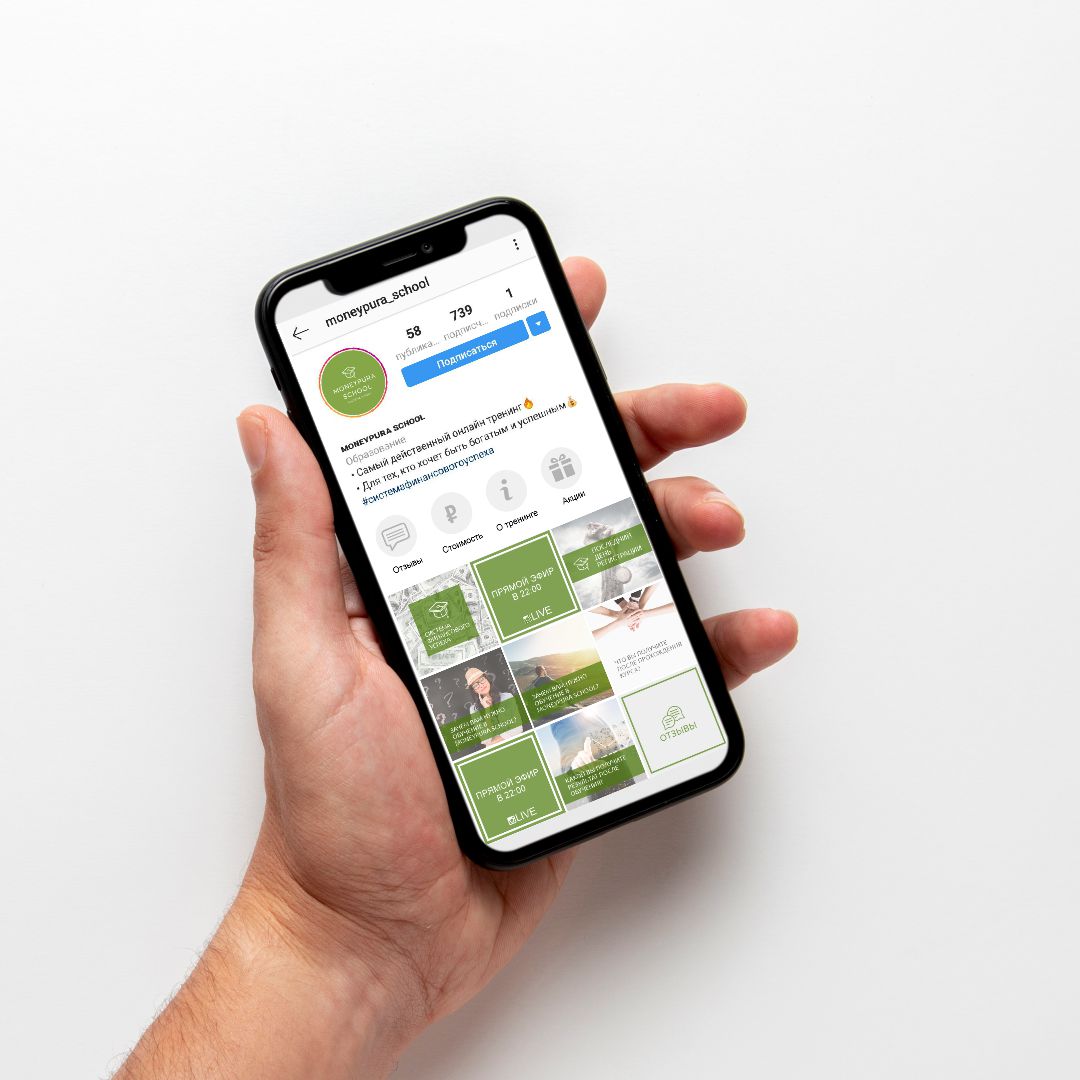 moneypura_school
58
739
1
публика...
подписч...
подписки
Подписаться
MONEYPURA
SCHOOL
MONEYPURA SCHOOL
Образование
• Самый действенный онлайн тренинг🔥
• Для тех, кто хочет быть богатым и успешным💰
#системафинансовогоуспеха
₽
i
Отзывы
Стоимость
О тренинге
Акции
СИСТЕМА
ФИНАНСОВОГО
УСПЕХА
ПРЯМОЙ ЭФИР
В 22:00
LIVE
ПОСЛЕДНИЙ
ДЕНЬ
РЕГИСТРАЦИИ
ЗАЧЕМ ВАМ НУЖНО
ОБУЧЕНИЕ В
MONEYPURA SCHOOL?
ЗАЧЕМ ВАМ НУЖНО
ОБУЧЕНИЕ В
MONEYPURA SCHOOL?
ЧТО ВЫ ПОЛУЧИТЕ
ПОСЛЕ ПРОХОЖДЕНИЯ
КУРСА?
ПРЯМОЙ ЭФИР
В 22:00
LIVE
КАКОЙ ВЫ ПОЛУЧИТЕ
РЕЗУЛЬТАТ ПОСЛЕ
ОБУЧЕНИЯ?
ОТЗЫВЫ